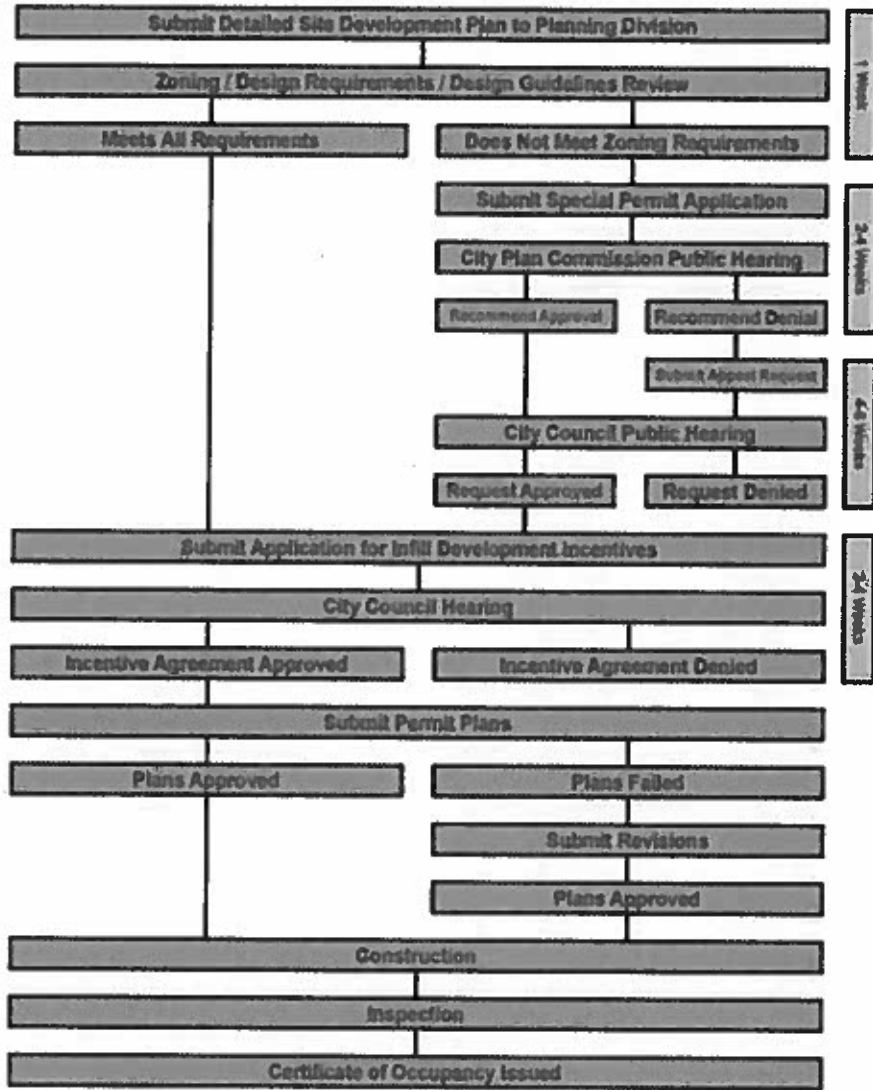 Submit Detailed Site Development Plan to Planning Division
1 Week
Zoning / Design Requirements / Design Guidelines Review
Meets All Requirements
Does Not Meet Zoning Requirements
Submit Special Permit Application
2-4 Weeks
City Plan Commission Public Hearing
Recommend Approval
Recommend Denial
Submit Appeal Request
Weeks
City Council Public Hearing
Request Approved
Request Denied
Submit Application for Infill Development Incentives
Weeks
City Council Hearing
Incentive Agreement Approved
Incentive Agreement Denied
Submit Permit Plans
Plans Approved
Plans Failed
Submit Revisions
Plans Approved
Construction
Inspection
Certificate of Occupancy Issued